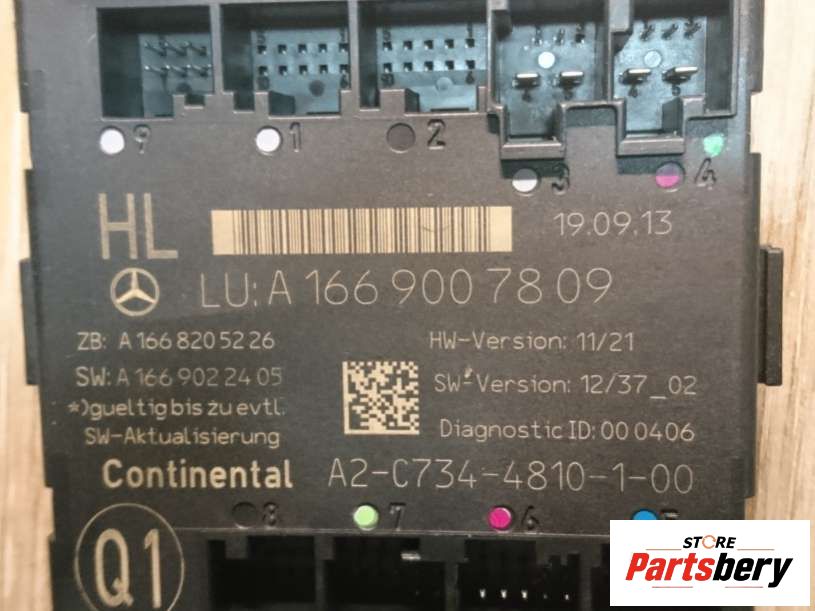 9 1 2 3 4
HL
19.09.13
LU: A 166 900 78 09
ZB: A 166 820 52 26
HW-Version: 11/21
SW: A 166 902 24 05
SW*-Version: 12/37_02
*)gueltig bis zu evtl.
SW-Aktualisierung
Diagnostic ID: 000406
Continental A2-C734-4810-1-00
8 7 6 5
Q1
STORE
Partsbery